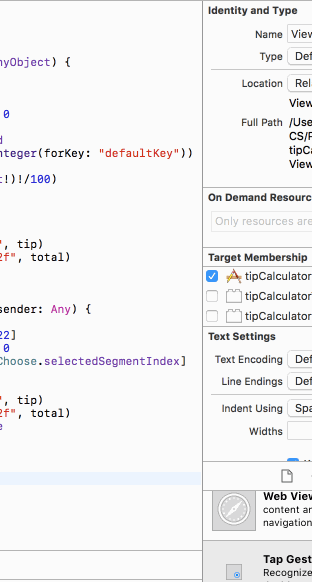 nyObject) {
0
d
nteger(forKey: "defaultKey"))
t!)!/100)
", tip)
2f", total)
sender: Any) {
22]
0
Choose.selectedSegmentIndex]
", tip)
2f", total)
e
Identity and Type
Name View
Type Def
Location Rela
View
Full Path /User
CS/P
tipCa
View
On Demand Resourc
Only resources are
Target Membership
tipCalculator
tipCalculator
tipCalculator
Text Settings
Text Encoding Def
Line Endings Def
Indent Using Spa
Widths
Web View
content an
navigation
Tap Gest
Recognize